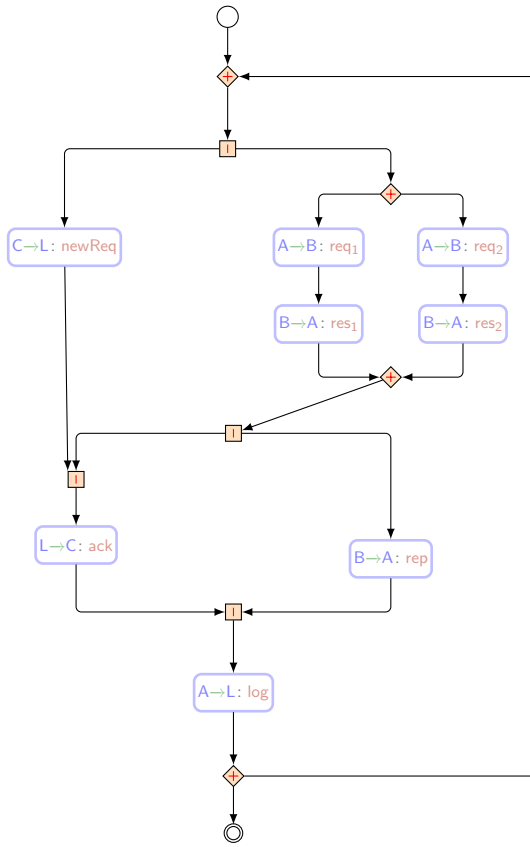 +
|
+
C→L: newReq
A→B: req₁
A→B: req₂
B→A: res₁
B→A: res₂
+
|
|
L→C: ack
B→A: rep
|
A→L: log
+